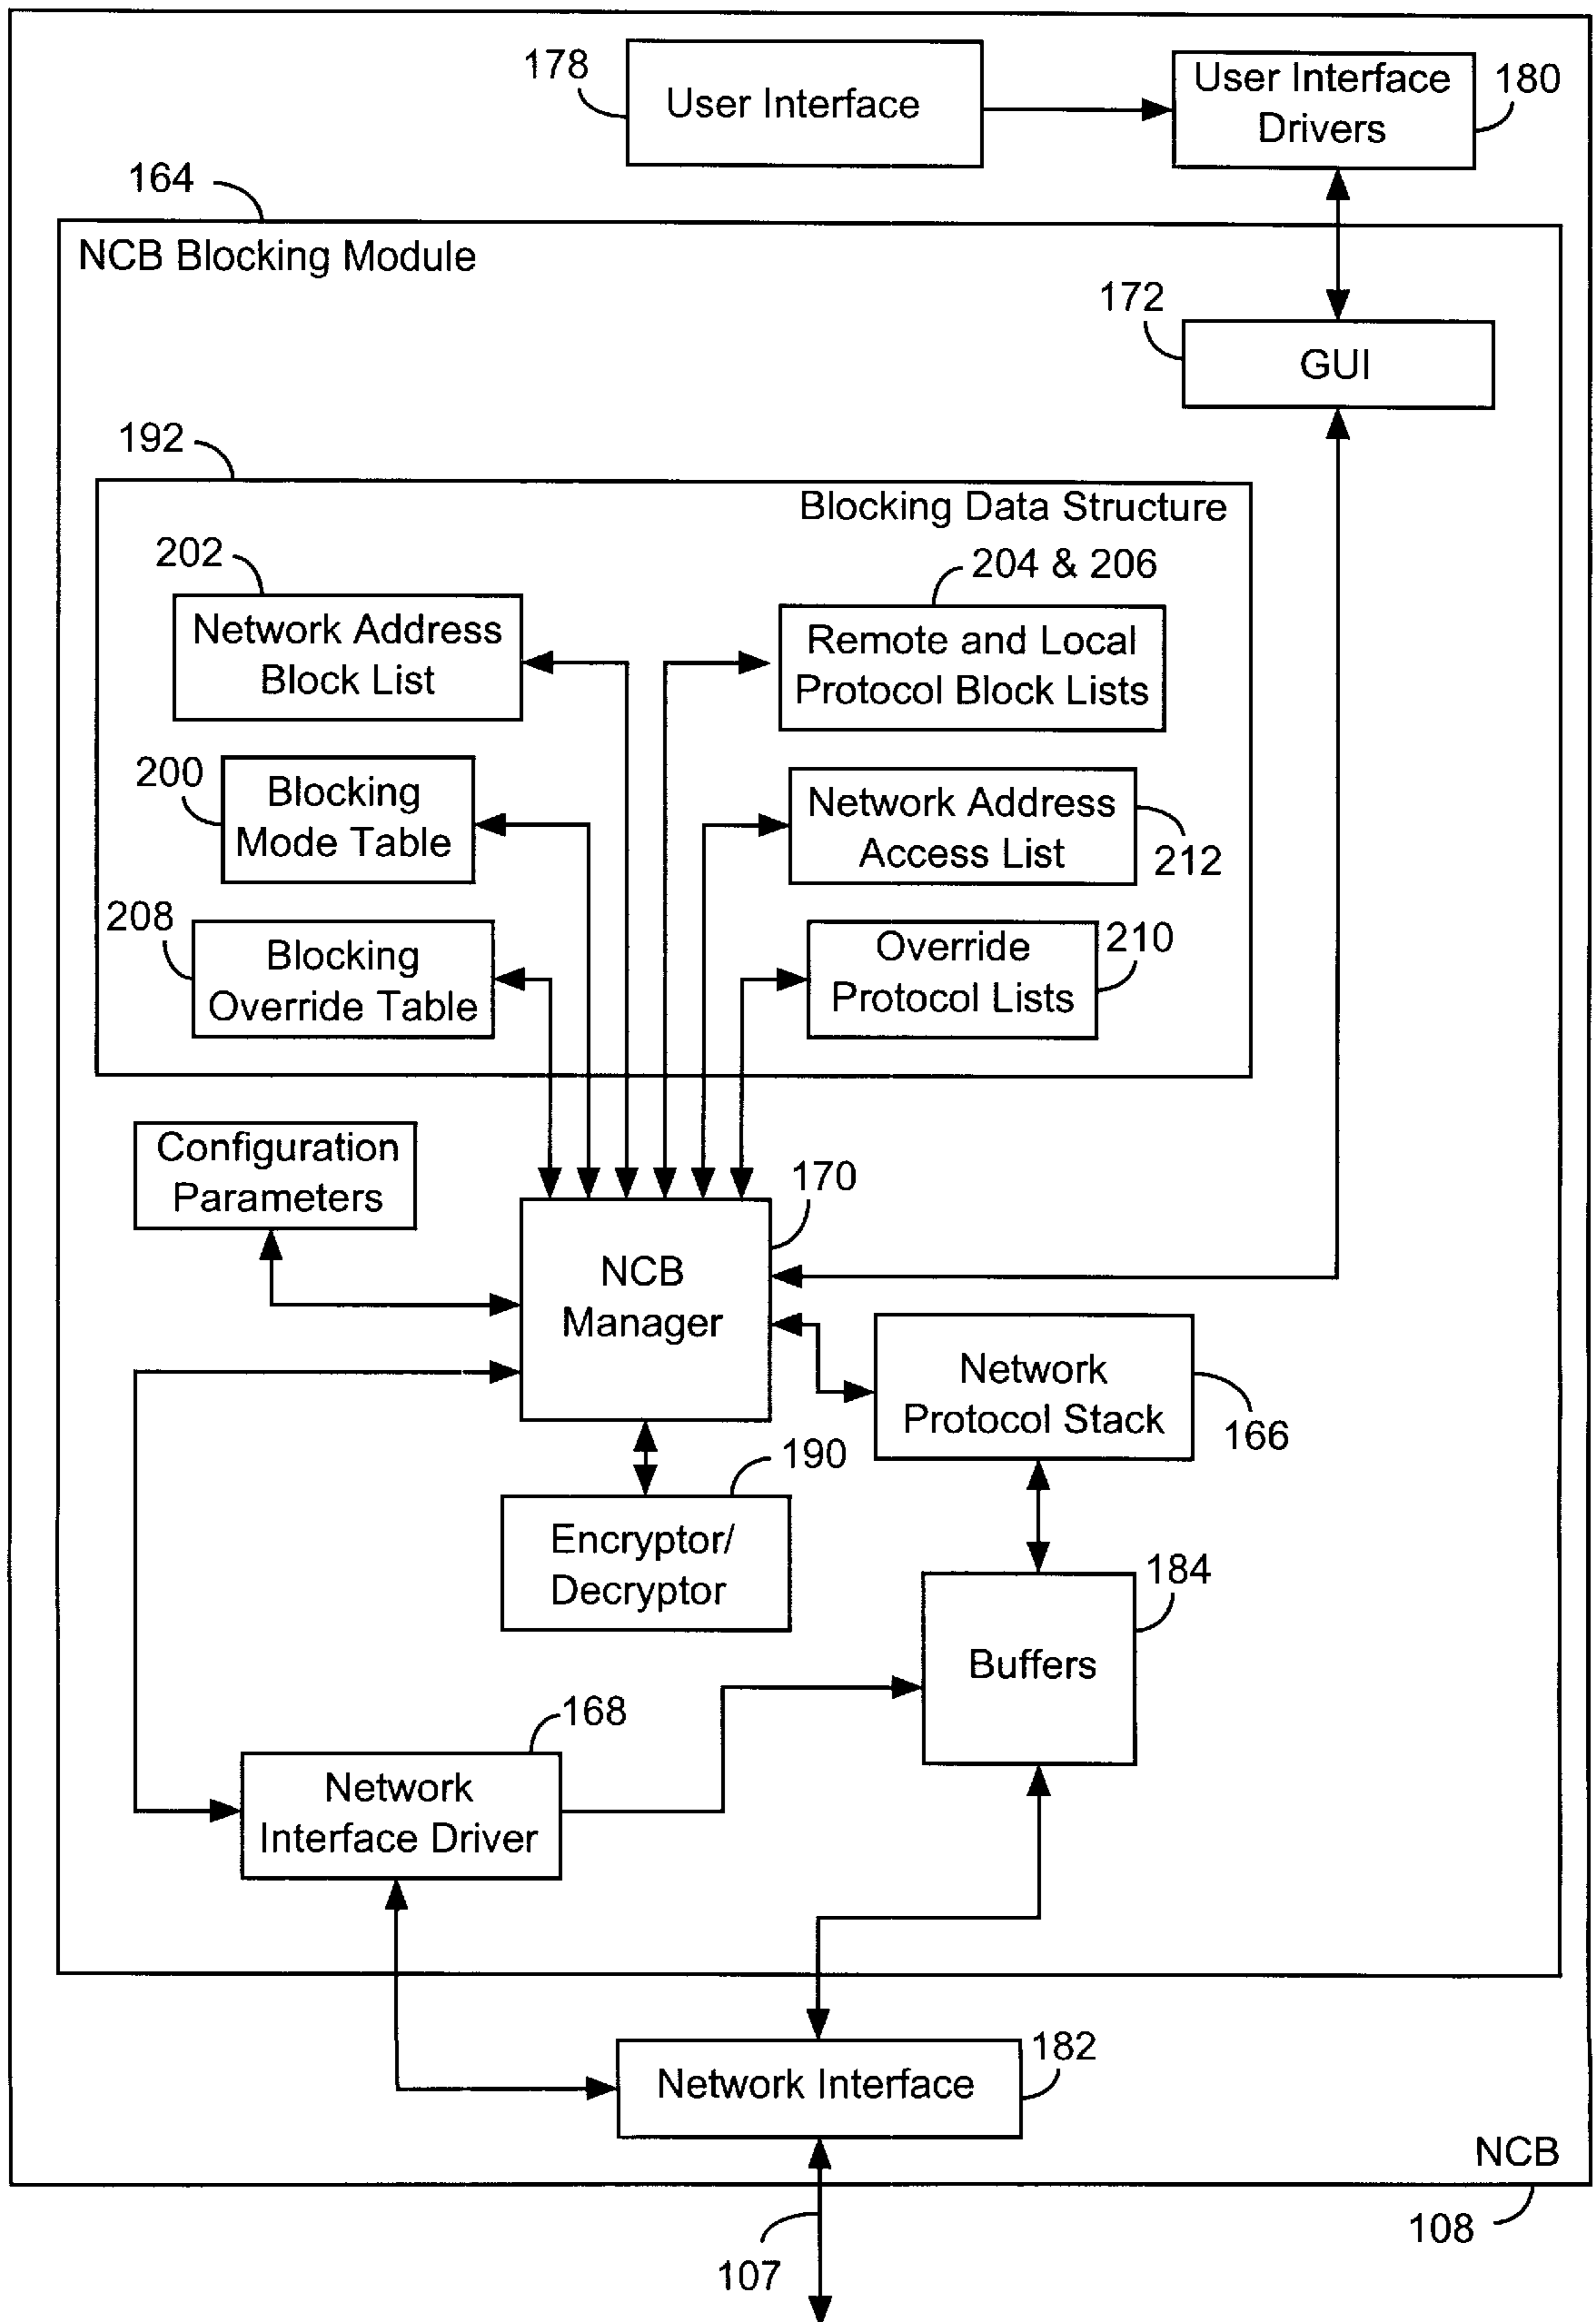 178
User Interface
User Interface
Drivers
180
164
NCB Blocking Module
172
GUI
192
Blocking Data Structure
202
204 & 206
Network Address
Block List
Remote and Local
Protocol Block Lists
200
Blocking
Mode Table
Network Address
Access List
212
208
Blocking
Override Table
Override
Protocol Lists
210
Configuration
Parameters
170
NCB
Manager
Network
Protocol Stack
166
190
Encryptor/
Decryptor
184
Buffers
168
Network
Interface Driver
182
Network Interface
NCB
108
107